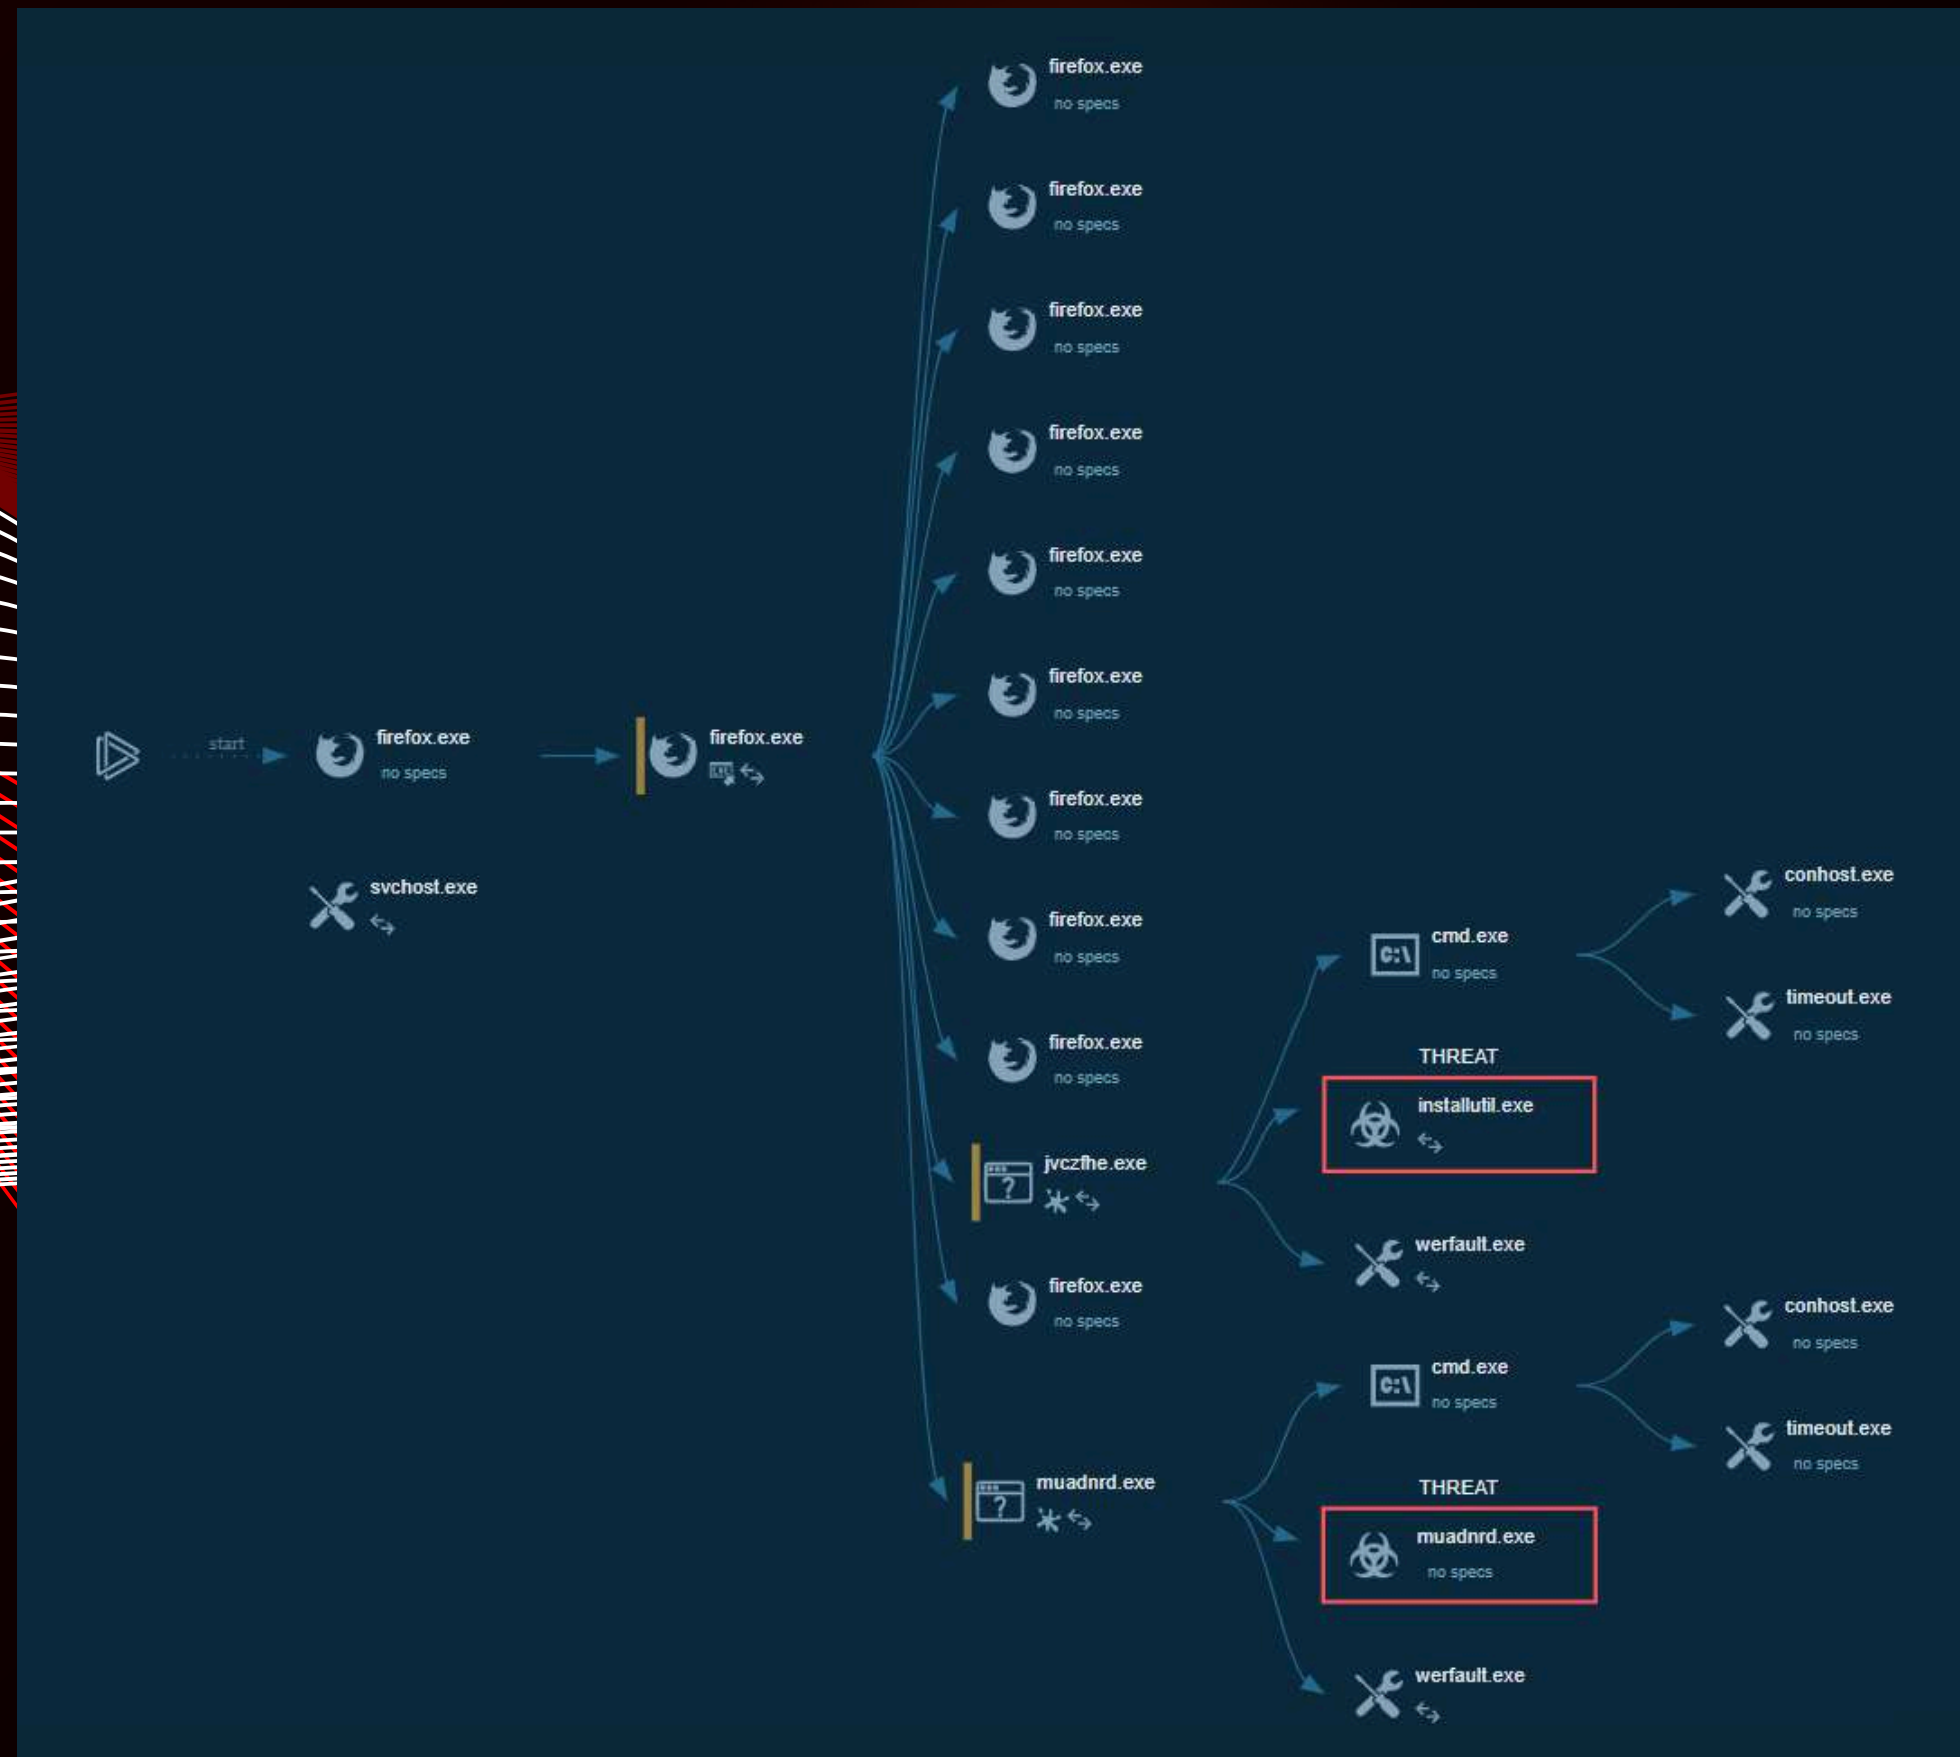 firefox.exe
no specs
firefox.exe
no specs
firefox.exe
no specs
firefox.exe
no specs
firefox.exe
no specs
firefox.exe
no specs
start
firefox.exe
no specs
firefox.exe
firefox.exe
no specs
svchost.exe
firefox.exe
no specs
firefox.exe
no specs
jvczfhe.exe
firefox.exe
no specs
muadnrd.exe
cmd.exe
no specs
conhost.exe
no specs
timeout.exe
no specs
THREAT
installutil.exe
werfault.exe
cmd.exe
no specs
conhost.exe
no specs
timeout.exe
no specs
THREAT
muadnrd.exe
no specs
werfault.exe
C:\
C:\